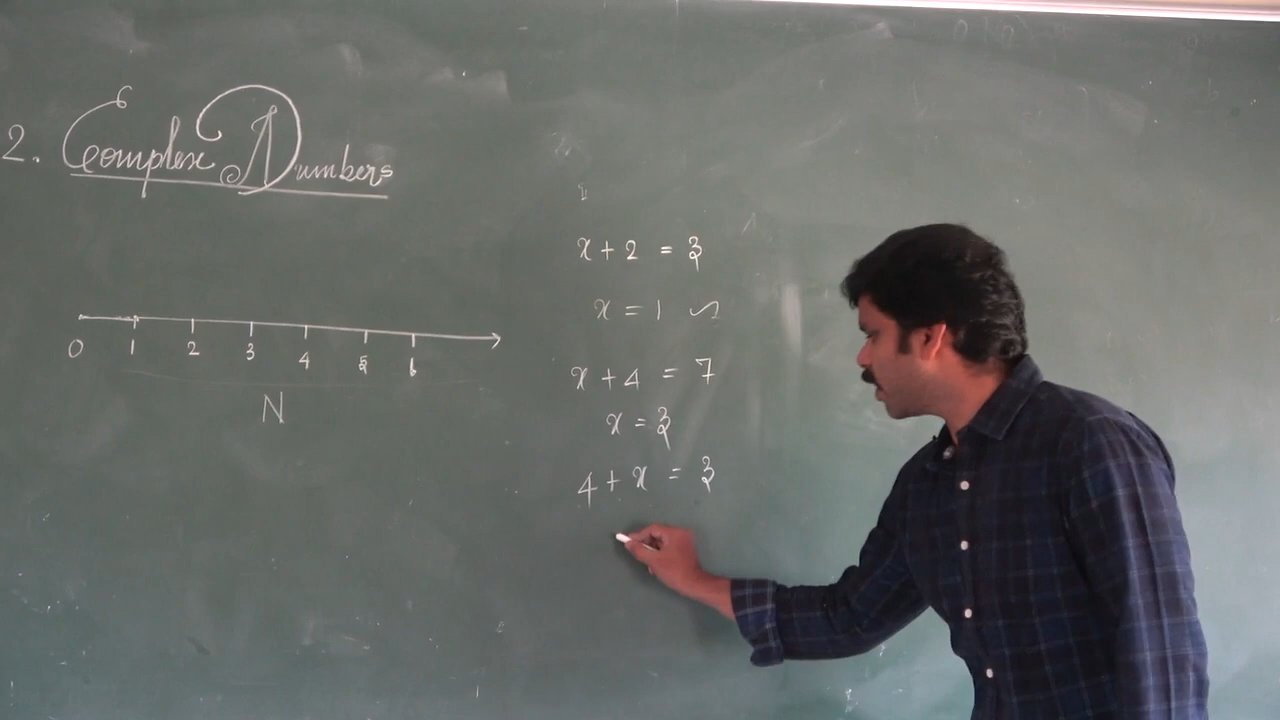 2. Complex Numbers
0 1 2 3 4 5 6
N
x + 2 = 3
x = 1
x + 4 = 7
x = 3
4 + x = 3